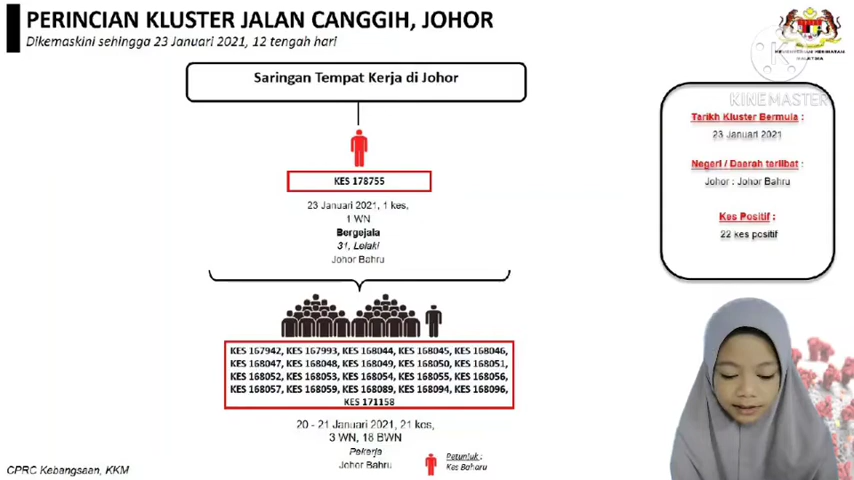 PERINCIAN KLUSTER JALAN CANGGIH, JOHOR
Dikemaskini sehingga 23 Januari 2021, 12 tengah hari
Saringan Tempat Kerja di Johor
KES 178755
23 Januari 2021, 1 kes,
1 WN
Bergejala
31, Lelaki
Johor Bahru
KES 167942, KES 167993, KES 168044, KES 168045, KES 168046,
KES 168047, KES 168048, KES 168049, KES 168050, KES 168051,
KES 168052, KES 168053, KES 168054, KES 168055, KES 168056,
KES 168057, KES 168059, KES 168089, KES 168094, KES 168096,
KES 171158
20 - 21 Januari 2021, 21 kes,
3 WN, 18 BWN
Pekerja
Johor Bahru
Petunjuk :
Kes Baharu
CPRC Kebangsaan, KKM
KINEMASTER
Tarikh Kluster Bermula :
23 Januari 2021
Negeri / Daerah terlibat :
Johor : Johor Bahru
Kes Positif :
22 kes positif